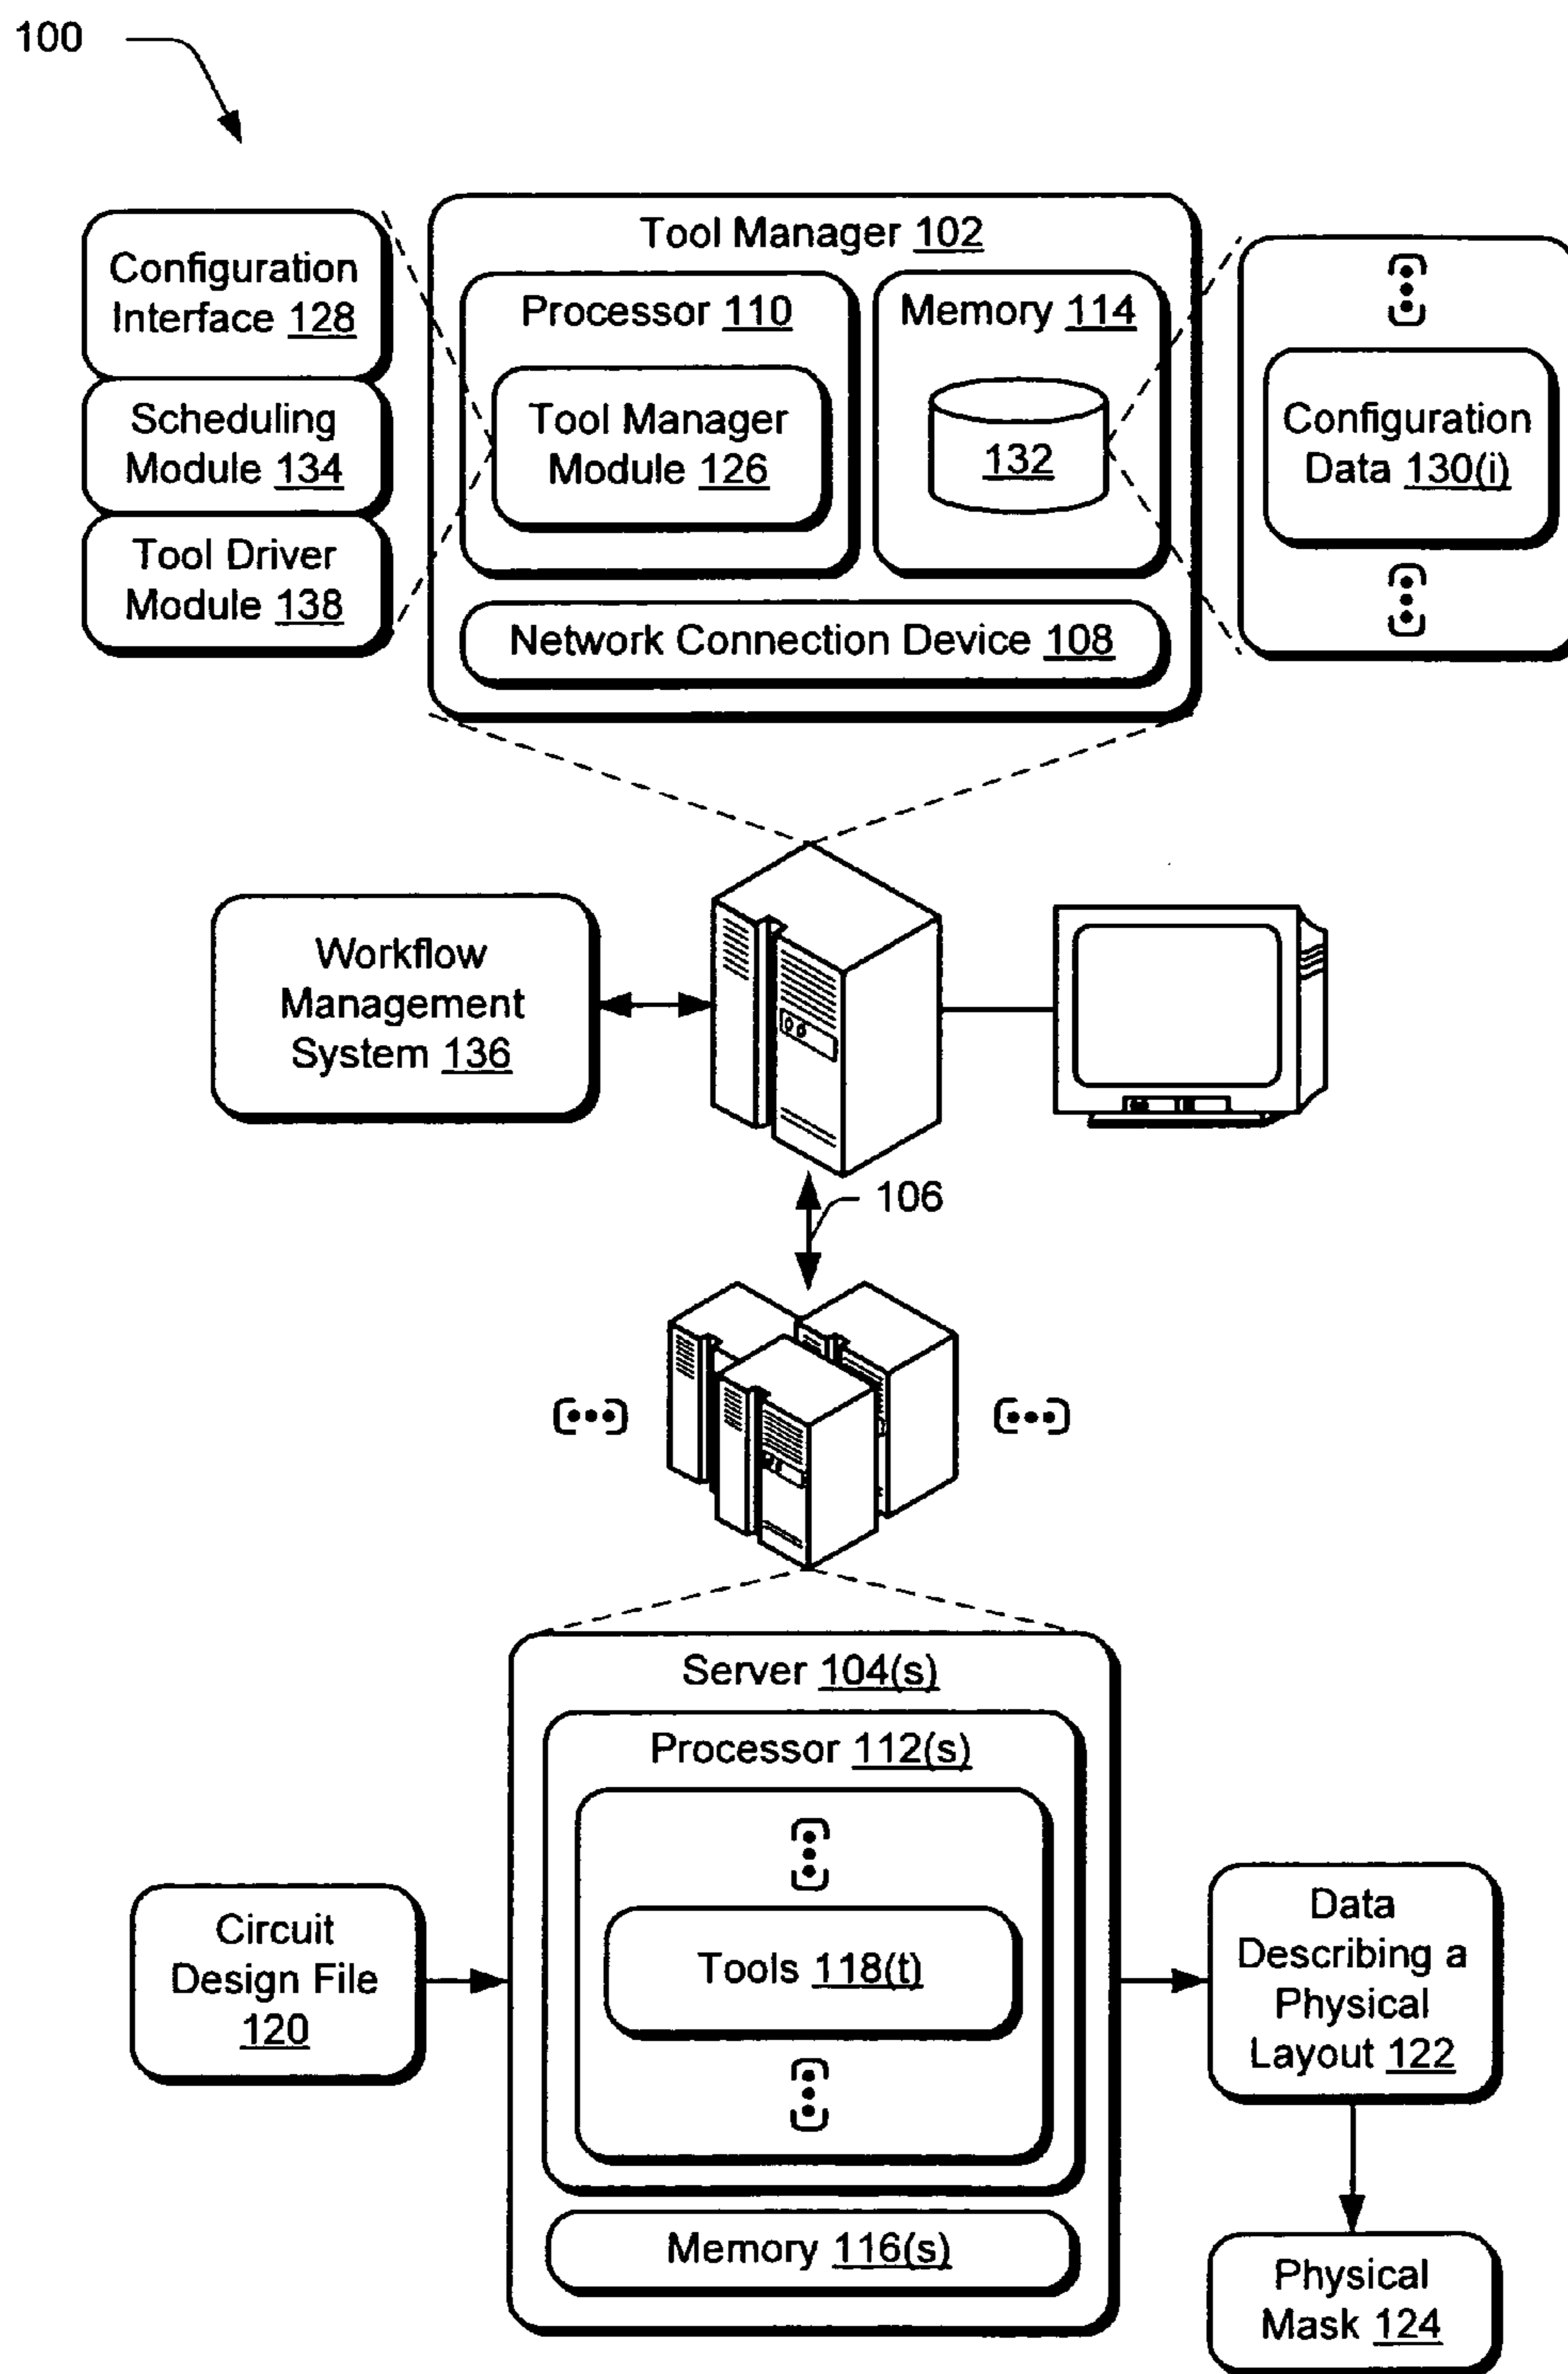 100
Tool Manager 102
Configuration
Interface 128
Scheduling
Module 134
Tool Driver
Module 138
Processor 110
Tool Manager
Module 126
Memory 114
132
Network Connection Device 108
Configuration
Data 130(i)
Workflow
Management
System 136
106
Server 104(s)
Processor 112(s)
Tools 118(t)
Memory 116(s)
Circuit
Design File
120
Data
Describing a
Physical
Layout 122
Physical
Mask 124